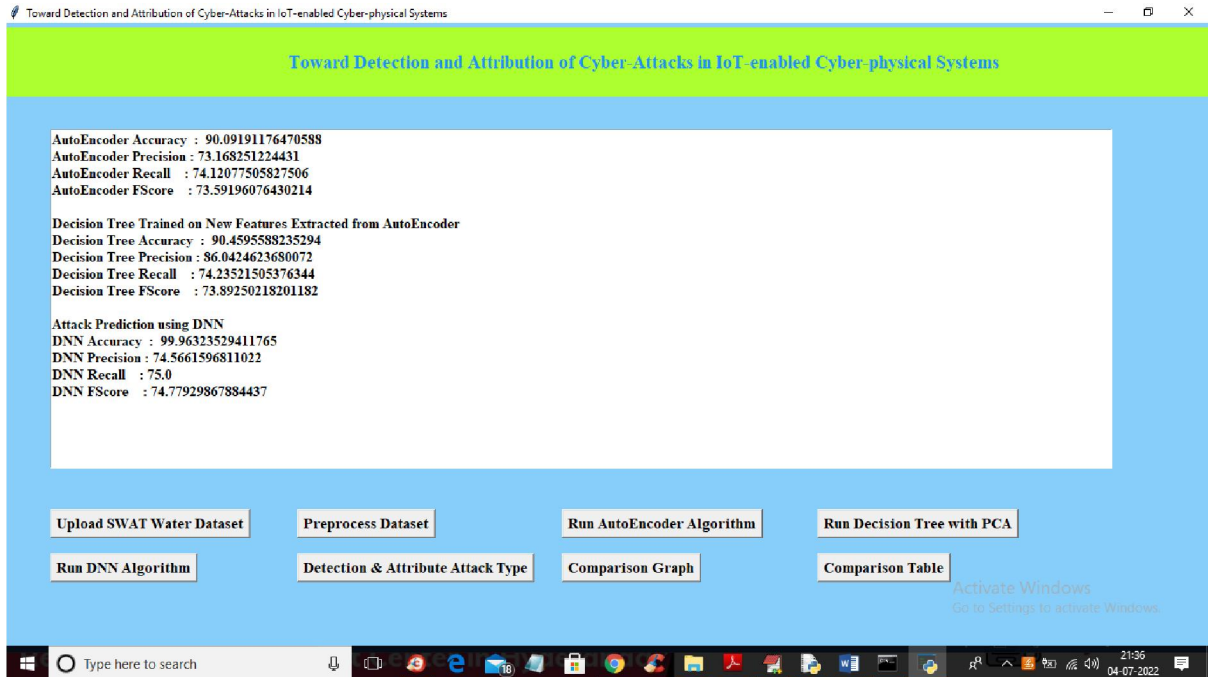 Toward Detection and Attribution of Cyber-Attacks in IoT-enabled Cyber-physical Systems
Toward Detection and Attribution of Cyber-Attacks in IoT-enabled Cyber-physical Systems
AutoEncoder Accuracy : 90.09191176470588
AutoEncoder Precision : 73.168251224431
AutoEncoder Recall : 74.12077505827506
AutoEncoder FScore : 73.59196076430214
Decision Tree Trained on New Features Extracted from AutoEncoder
Decision Tree Accuracy : 90.4595588235294
Decision Tree Precision : 86.0424623680072
Decision Tree Recall : 74.23521505376344
Decision Tree FScore : 73.89250218201182
Attack Prediction using DNN
DNN Accuracy : 99.96323529411765
DNN Precision : 74.5661596811022
DNN Recall : 75.0
DNN FScore : 74.77929867884437
Upload SWAT Water Dataset Preprocess Dataset Run AutoEncoder Algorithm Run Decision Tree with PCA
Run DNN Algorithm Detection & Attribute Attack Type Comparison Graph Comparison Table
Activate Windows
Go to Settings to activate Windows.
Type here to search
18
21:36
04-07-2022